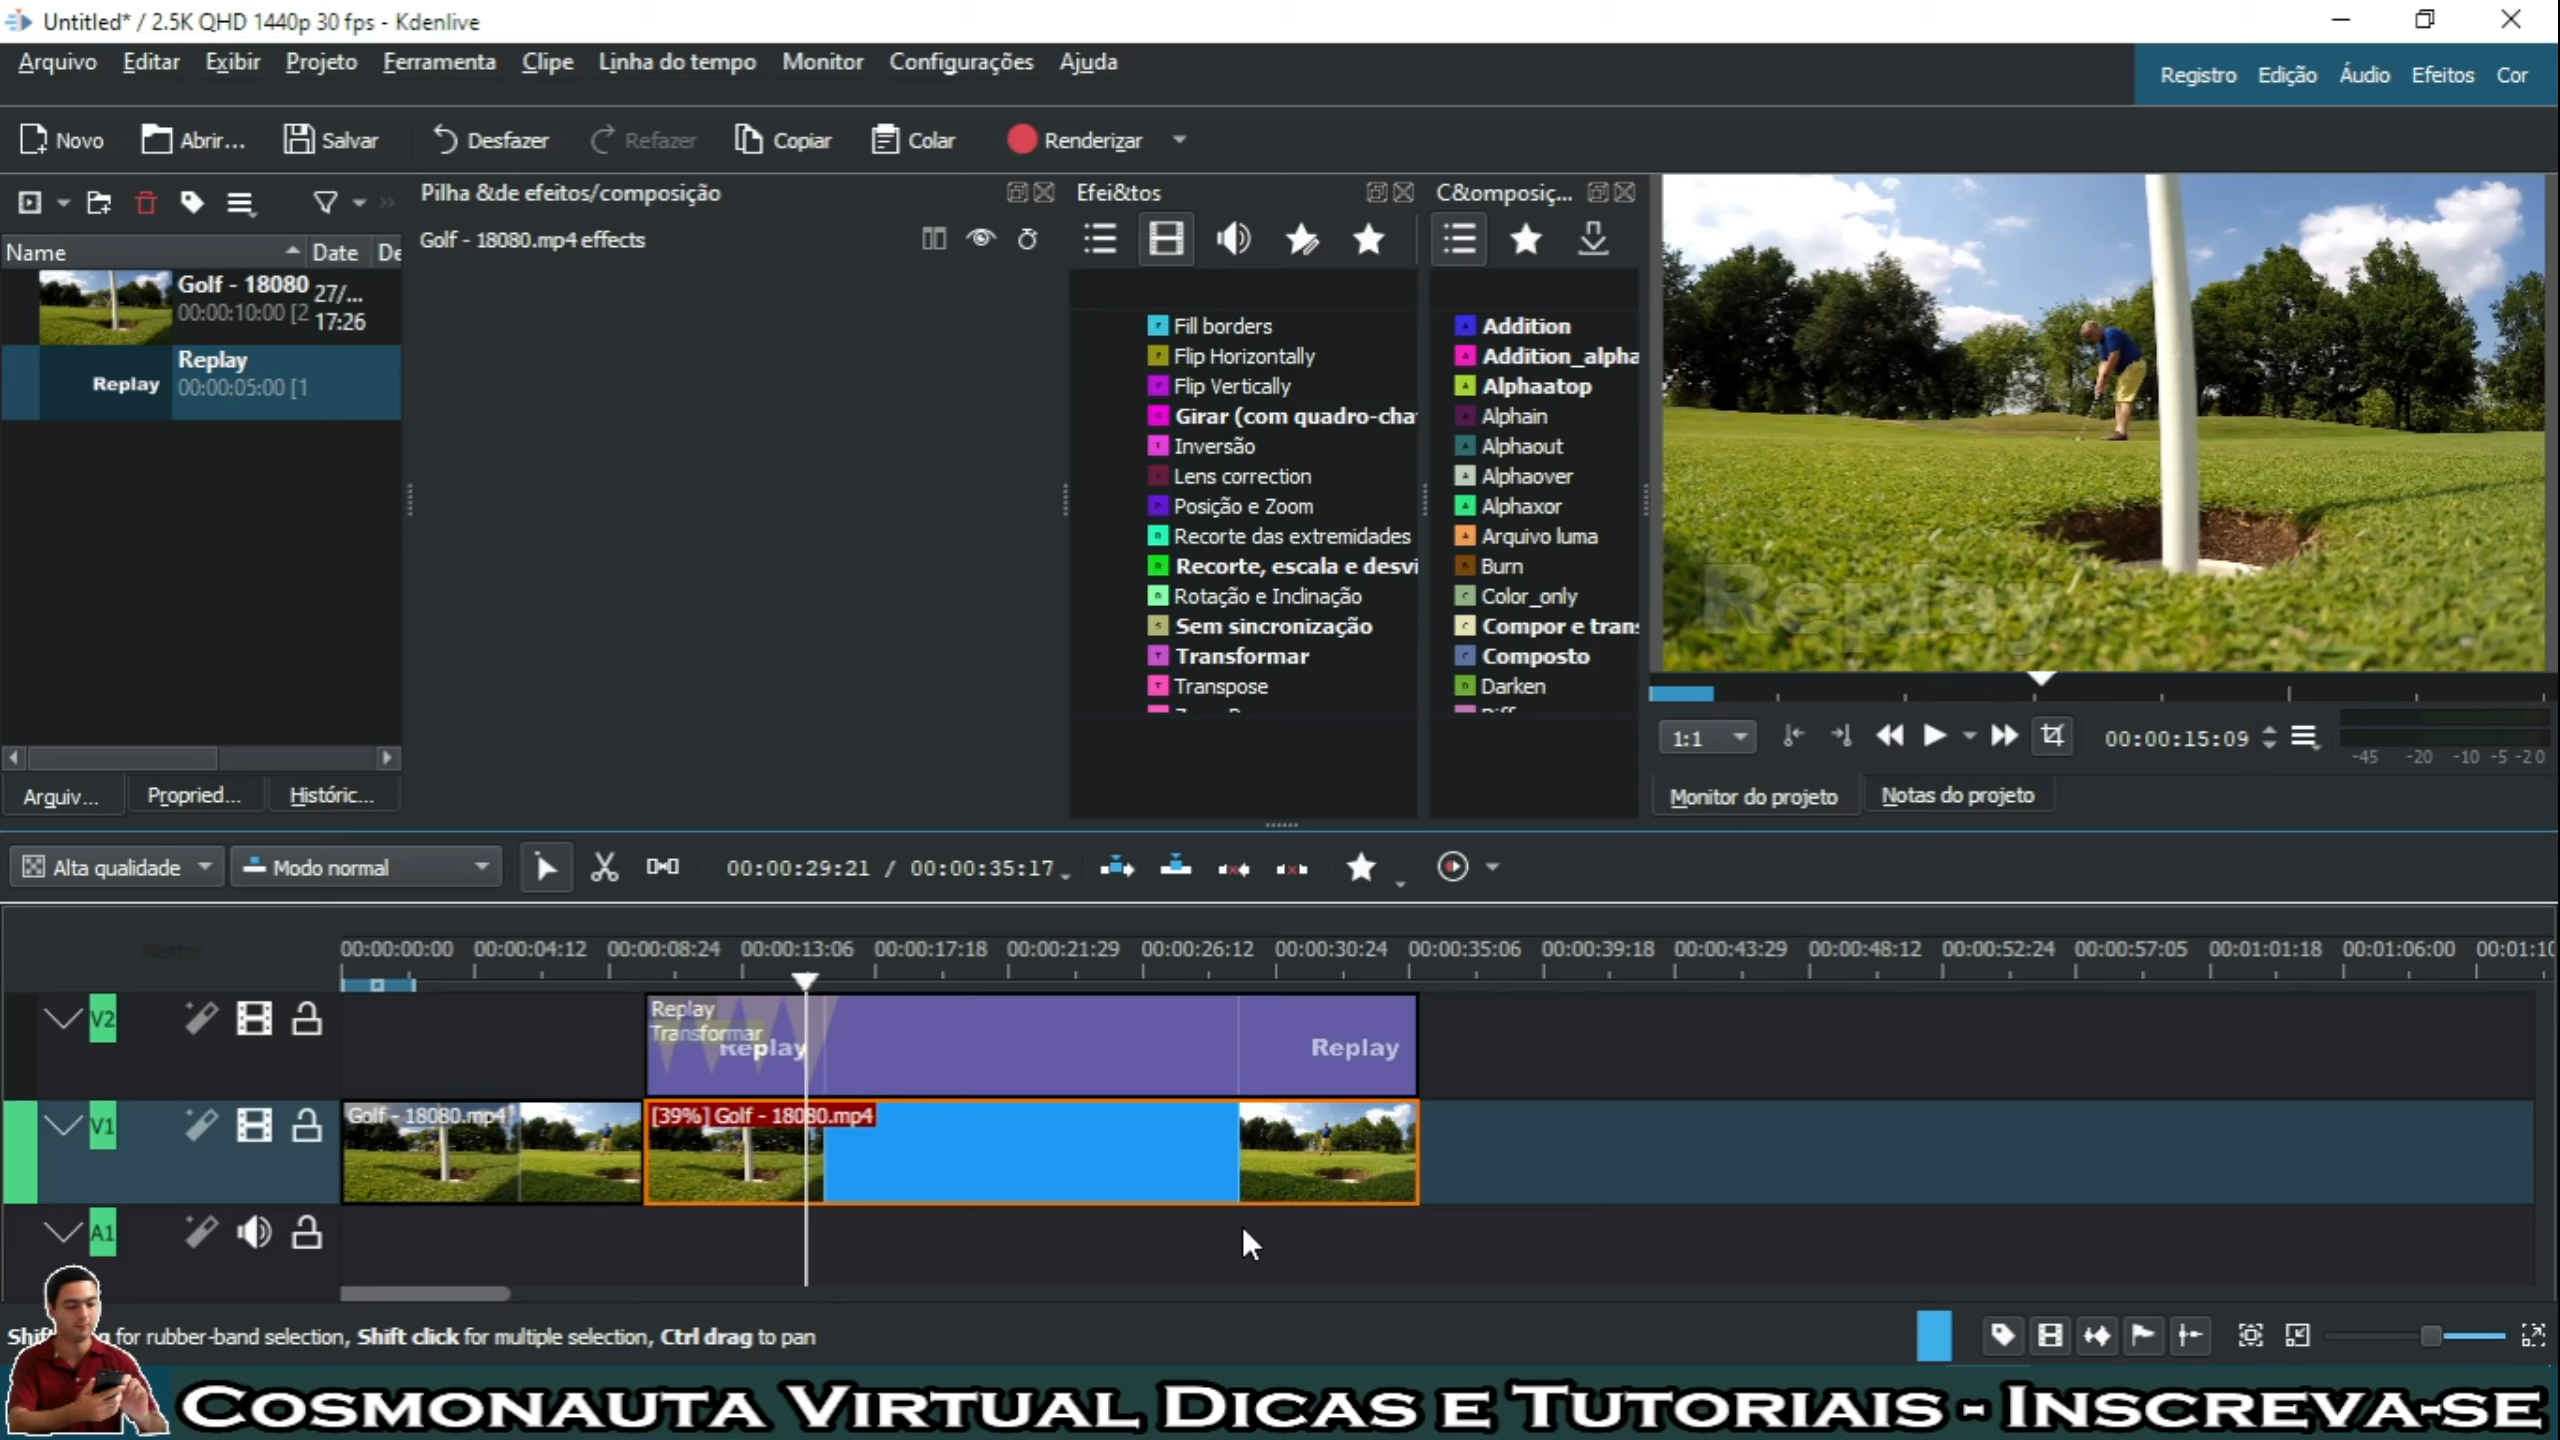 Untitled* / 2.5K QHD 1440p 30 fps - Kdenlive
Arquivo Editar Exibir Projeto Ferramenta Clipe Linha do tempo Monitor Configurações Ajuda
Registro Edição Áudio Efeitos Cor
Novo Abrir... Salvar Desfazer Refazer Copiar Colar Renderizar
Pilha &de efeitos/composição
Efei&tos
C&omposiç...
Golf - 18080.mp4 effects
Name Date De
Golf - 18080
00:00:10:00 [2
27/...
17:26
Replay
Replay
00:00:05:00 [1
Fill borders
Flip Horizontally
Flip Vertically
Girar (com quadro-cha
Inversão
Lens correction
Posição e Zoom
Recorte das extremidades
Recorte, escala e desvi
Rotação e Inclinação
Sem sincronização
Transformar
Transpose
Addition
Addition_alpha
Alphaatop
Alphain
Alphaout
Alphaover
Alphaxor
Arquivo luma
Burn
Color_only
Compor e trans
Composto
Darken
Replay
1:1
00:00:15:09
-45 -20 -10 -5 -2 0
Arquiv... Propried... Históric...
Monitor do projeto Notas do projeto
Alta qualidade Modo normal 00:00:29:21 / 00:00:35:17
Master
00:00:00:00 00:00:04:12 00:00:08:24 00:00:13:06 00:00:17:18 00:00:21:29 00:00:26:12 00:00:30:24 00:00:35:06 00:00:39:18 00:00:43:29 00:00:48:12 00:00:52:24 00:00:57:05 00:01:01:18 00:01:06:00 00:01:10
V2
Replay
Transformar
Replay
Replay
V1
Golf - 18080.mp4
[39%] Golf - 18080.mp4
A1
for rubber-band selection, Shift click for multiple selection, Ctrl drag to pan
COSMONAUTA VIRTUAL DICAS E TUTORIAIS - INSCREVA-SE